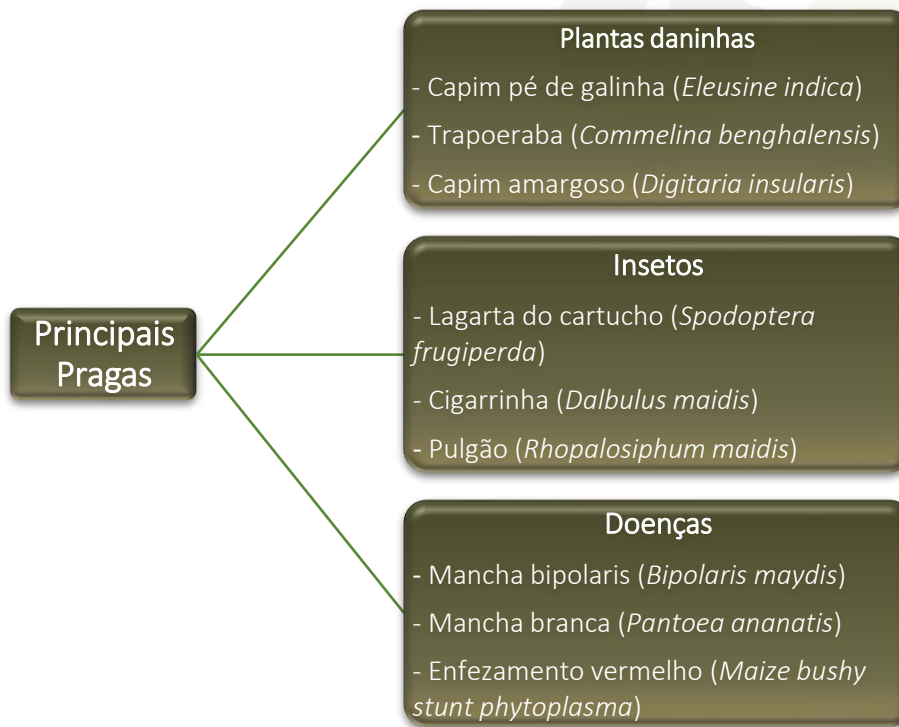 Principais
Pragas
Plantas daninhas
- Capim pé de galinha (Eleusine indica)
- Trapoeraba (Commelina benghalensis)
- Capim amargoso (Digitaria insularis)
Insetos
- Lagarta do cartucho (Spodoptera
frugiperda)
- Cigarrinha (Dalbulus maidis)
- Pulgão (Rhopalosiphum maidis)
Doenças
- Mancha bipolaris (Bipolaris maydis)
- Mancha branca (Pantoea ananatis)
- Enfezamento vermelho (Maize bushy
stunt phytoplasma)